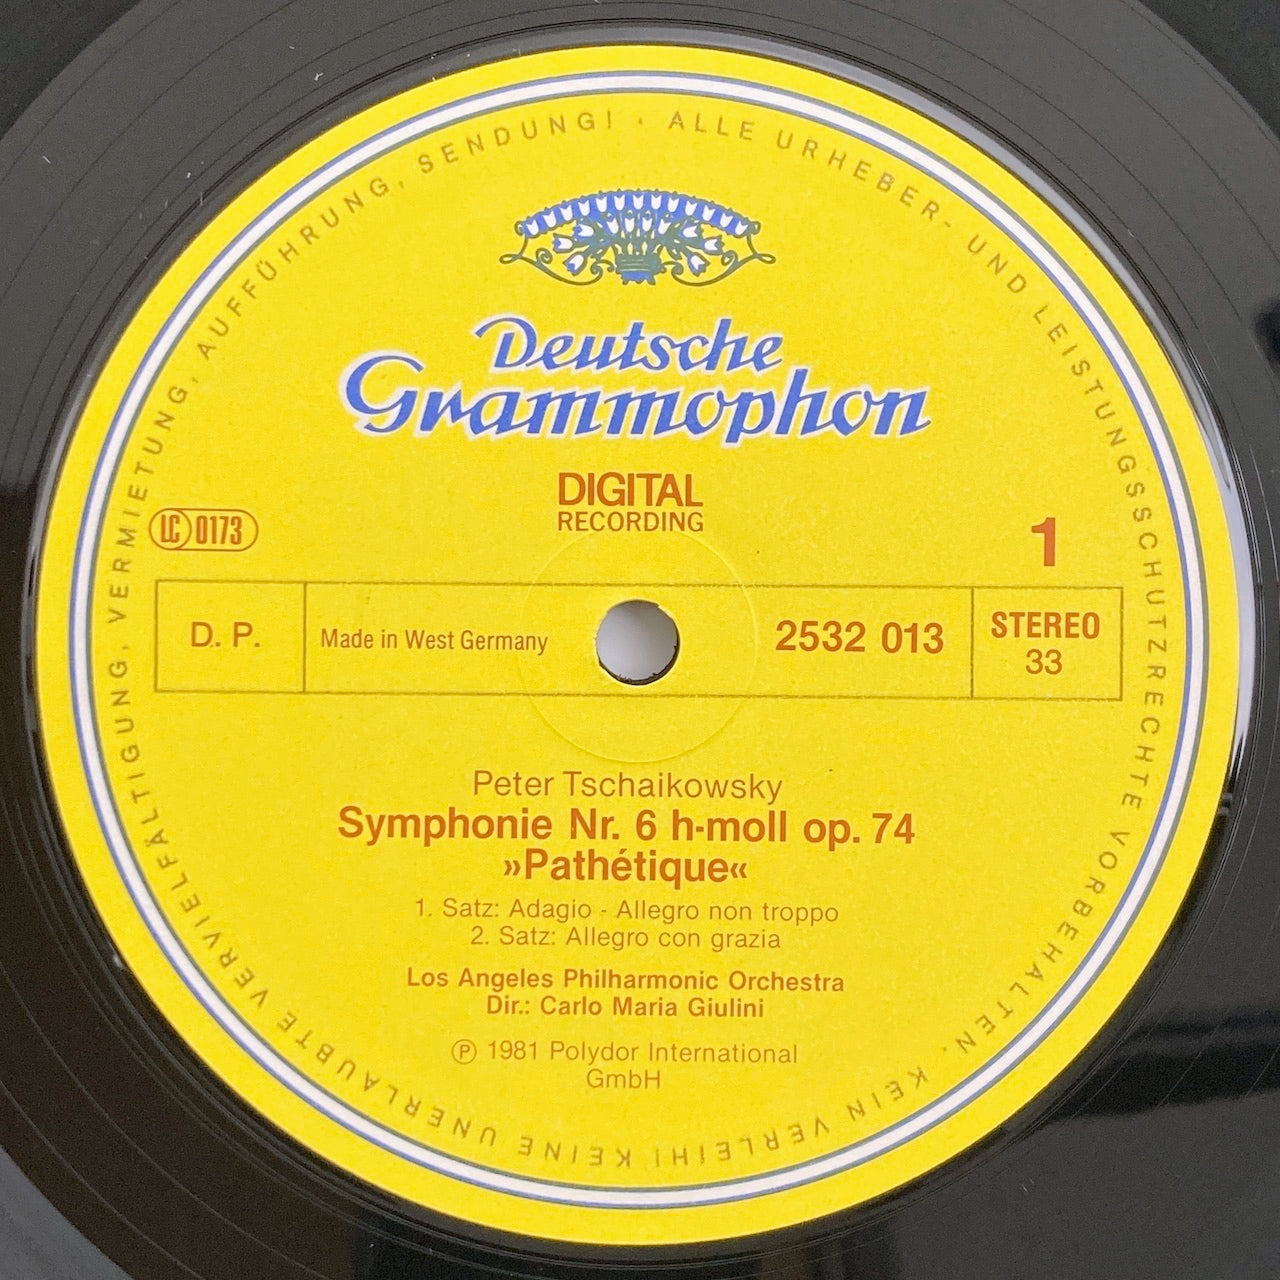 ALLE URHEBER- UND LEISTUNGSSCHUTZRECHTE VORBEHALTEN. KEIN VERLEIH! KEINE UNERLAUBTE VERVIELFÄLTIGUNG, VERMIETUNG, AUFFÜHRUNG, SENDUNG!
Deutsche
Grammophon
DIGITAL
RECORDING
LC 0173
1
D. P.
Made in West Germany
2532 013
STEREO
33
Peter Tschaikowsky
Symphonie Nr. 6 h-moll op. 74
»Pathétique«
1. Satz: Adagio - Allegro non troppo
2. Satz: Allegro con grazia
Los Angeles Philharmonic Orchestra
Dir.: Carlo Maria Giulini
℗ 1981 Polydor International
GmbH